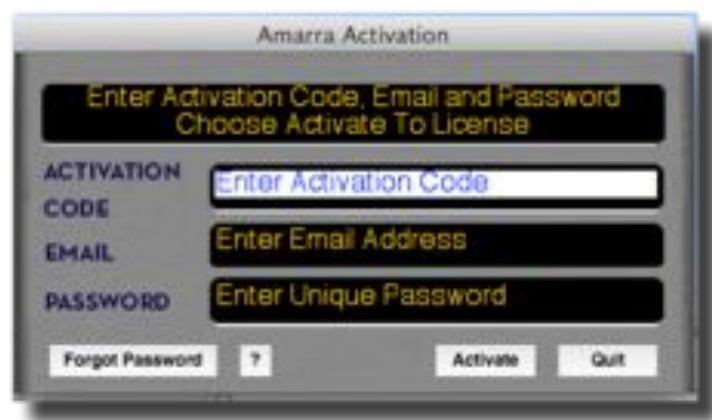 Amarra Activation
Enter Activation Code, Email and Password
Choose Activate To License
ACTIVATION
CODE
Enter Activation Code
EMAIL
Enter Email Address
PASSWORD
Enter Unique Password
Forgot Password ? Activate Quit